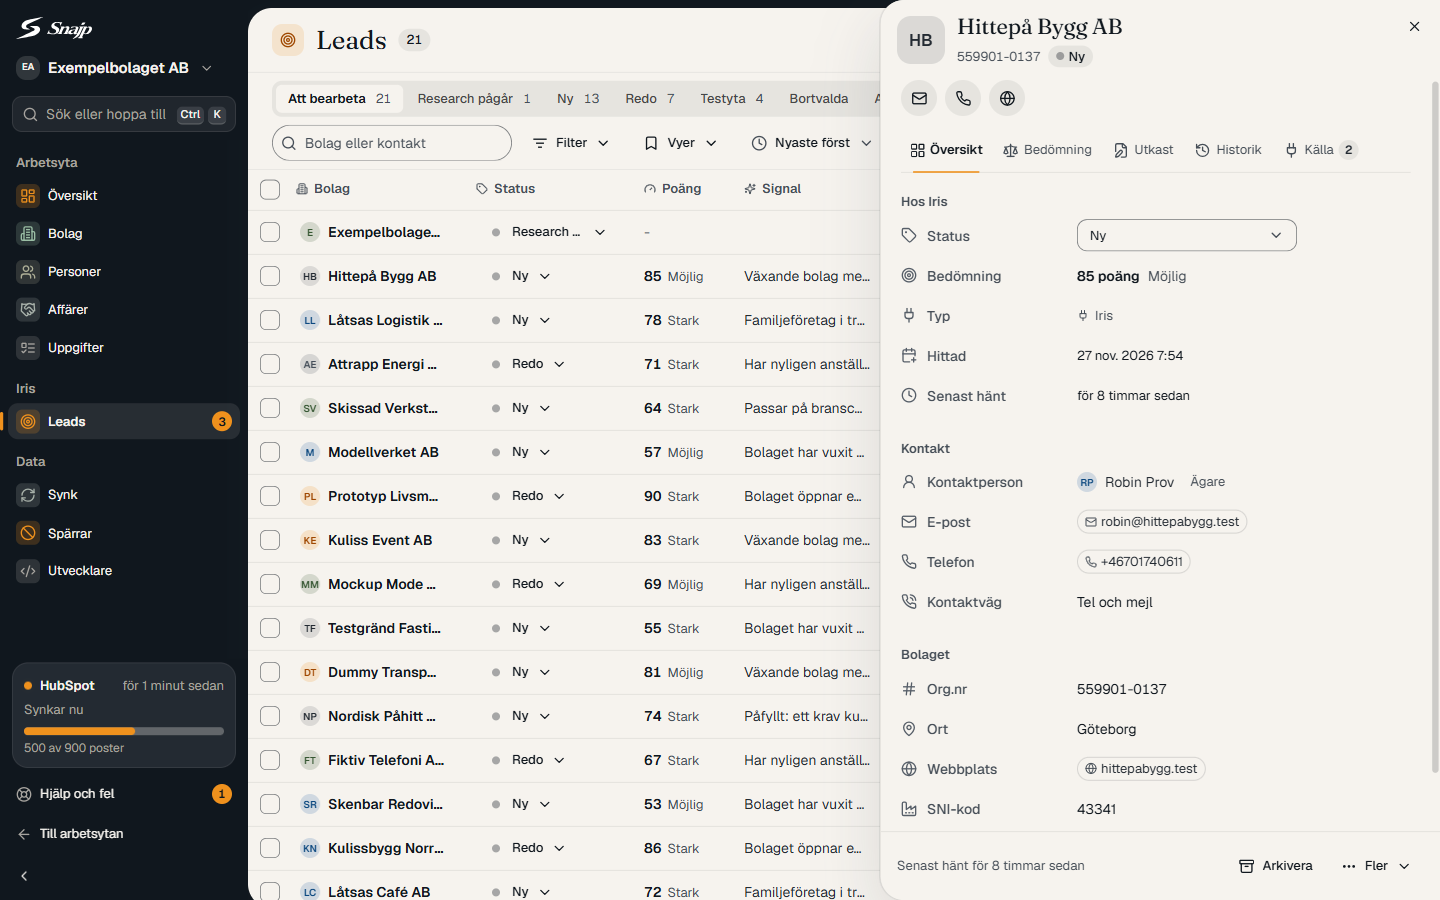 Snajp
EA Exempelbolaget AB
Sök eller hoppa till Ctrl K
Arbetsyta
Översikt
Bolag
Personer
Affärer
Uppgifter
Iris
Leads 3
Data
Synk
Spärrar
Utvecklare
HubSpot för 1 minut sedan
Synkar nu
500 av 900 poster
Hjälp och fel 1
Till arbetsytan
Leads 21
Att bearbeta 21 Research pågår 1 Ny 13 Redo 7 Testyta 4 Bortvalda A
Bolag eller kontakt Filter Vyer Nyaste först
Bolag Status Poäng Signal
E Exempelbolage... Research ... -
HB Hittepå Bygg AB Ny 85 Möjlig Växande bolag me...
LL Låtsas Logistik ... Ny 78 Stark Familjeföretag i tr...
AE Attrapp Energi ... Redo 71 Stark Har nyligen anställ...
SV Skissad Verkst... Ny 64 Stark Passar på bransc...
M Modellverket AB Ny 57 Möjlig Bolaget har vuxit ...
PL Prototyp Livsm... Redo 90 Stark Bolaget öppnar e...
KE Kuliss Event AB Ny 83 Stark Växande bolag me...
MM Mockup Mode ... Redo 69 Stark Har nyligen anställ...
TF Testgränd Fasti... Ny 55 Stark Bolaget har vuxit ...
DT Dummy Transp... Ny 81 Möjlig Växande bolag me...
NP Nordisk Påhitt ... Ny 74 Stark Påfyllt: ett krav ku...
FT Fiktiv Telefoni A... Redo 67 Stark Har nyligen anställ...
SR Skenbar Redovi... Ny 53 Möjlig Bolaget har vuxit ...
KN Kulissbygg Norr... Redo 86 Stark Bolaget öppnar e...
LC Låtsas Café AB Ny 72 Stark Familjeföretag i tr...
HB Hittepå Bygg AB
559901-0137 Ny
Översikt Bedömning Utkast Historik Källa 2
Hos Iris
Status Ny
Bedömning 85 poäng Möjlig
Typ Iris
Hittad 27 nov. 2026 7:54
Senast hänt för 8 timmar sedan
Kontakt
Kontaktperson RP Robin Prov Ägare
E-post robin@hittepabygg.test
Telefon +46701740611
Kontaktväg Tel och mejl
Bolaget
Org.nr 559901-0137
Ort Göteborg
Webbplats hittepabygg.test
SNI-kod 43341
Senast hänt för 8 timmar sedan Arkivera Fler